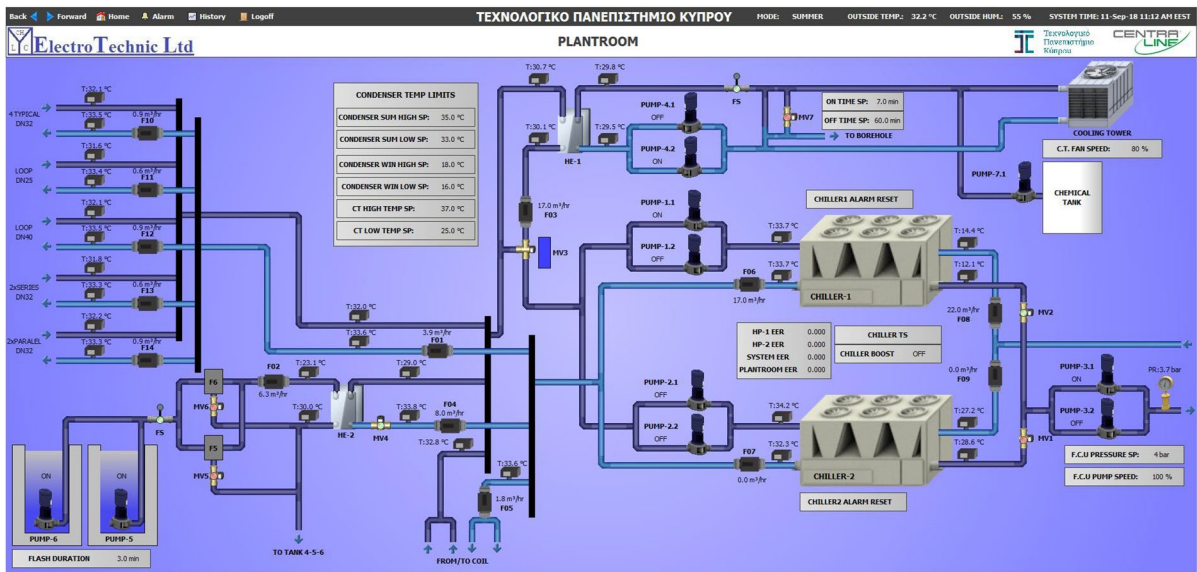 Back Forward Home Alarm History Logoff ΤΕΧΝΟΛΟΓΙΚΟ ΠΑΝΕΠΙΣΤΗΜΙΟ ΚΥΠΡΟΥ MODE: SUMMER OUTSIDE TEMP.: 32.2 °C OUTSIDE HUM.: 55 % SYSTEM TIME: 11-Sep-18 11:12 AM EEST
CH L C ElectroTechnic Ltd PLANTROOM
Τεχνολογικό
Πανεπιστήμιο
Κύπρου
CENTRA
LINE
CONDENSER TEMP LIMITS
CONDENSER SUM HIGH SP: 35.0 °C
CONDENSER SUM LOW SP: 33.0 °C
CONDENSER WIN HIGH SP: 18.0 °C
CONDENSER WIN LOW SP: 16.0 °C
CT HIGH TEMP SP: 37.0 °C
CT LOW TEMP SP: 25.0 °C
T:32.1 °C
4 TYPICAL
DN32
T:33.5 °C
0.9 m³/hr
F10
T:31.6 °C
LOOP
DN25
T:33.4 °C
0.6 m³/hr
F11
T:32.1 °C
LOOP
DN40
T:33.5 °C
0.9 m³/hr
F12
T:31.8 °C
2xSERIES
DN32
T:33.3 °C
0.6 m³/hr
F13
T:32.2 °C
2xPARALEL
DN32
T:33.3 °C
0.9 m³/hr
F14
T:30.7 °C
T:29.8 °C
T:30.1 °C
T:29.5 °C
HE-1
17.0 m³/hr
F03
MV3
PUMP-4.1
OFF
PUMP-4.2
ON
FS
MV7
ON TIME SP: 7.0 min
OFF TIME SP: 60.0 min
TO BOREHOLE
COOLING TOWER
C.T. FAN SPEED: 80 %
PUMP-7.1
CHEMICAL
TANK
PUMP-1.1
ON
PUMP-1.2
OFF
CHILLER1 ALARM RESET
T:33.7 °C
T:33.7 °C
F06
17.0 m³/hr
CHILLER-1
T:14.4 °C
T:12.1 °C
22.0 m³/hr
F08
MV2
HP-1 EER 0.000
HP-2 EER 0.000
SYSTEM EER 0.000
PLANTROOM EER 0.000
CHILLER TS
CHILLER BOOST OFF
0.0 m³/hr
F09
T:32.0 °C
T:33.6 °C
3.9 m³/hr
F01
F02
6.3 m³/hr
T:23.1 °C
T:29.0 °C
T:30.0 °C
HE-2
MV4
T:33.8 °C
F04
8.0 m³/hr
T:32.8 °C
T:33.6 °C
1.8 m³/hr
F05
FROM/TO COIL
F6
MV6
F5
MV5
FS
TO TANK 4-5-6
ON
PUMP-6
ON
PUMP-5
FLASH DURATION 3.0 min
PUMP-2.1
OFF
PUMP-2.2
OFF
T:34.2 °C
T:32.3 °C
F07
0.0 m³/hr
CHILLER-2
CHILLER2 ALARM RESET
T:27.2 °C
T:28.6 °C
MV1
PUMP-3.1
ON
PUMP-3.2
OFF
PR:3.7 bar
F.C.U PRESSURE SP: 4 bar
F.C.U PUMP SPEED: 100 %